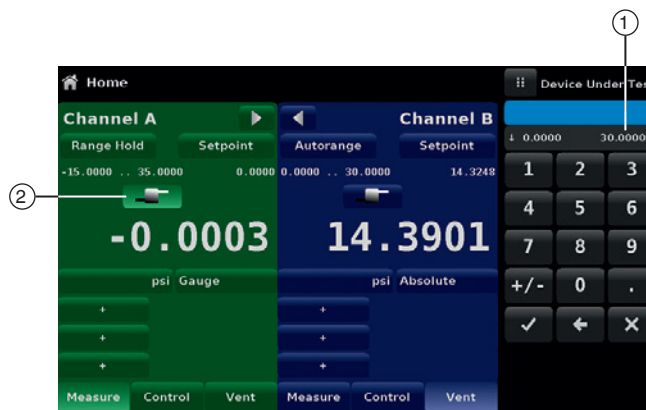 1
Home
Device Under Tes
Channel A
Channel B
Range Hold
Setpoint
Autorange
Setpoint
↓ 0.0000 30.0000
-15.0000 .. 35.0000 0.0000
0.0000 .. 30.0000 14.3248
1 2 3
2
4 5 6
-0.0003
14.3901
7 8 9
psi Gauge
psi Absolute
+/- 0 .
+
+
+
+
+
+
Measure Control Vent
Measure Control Vent